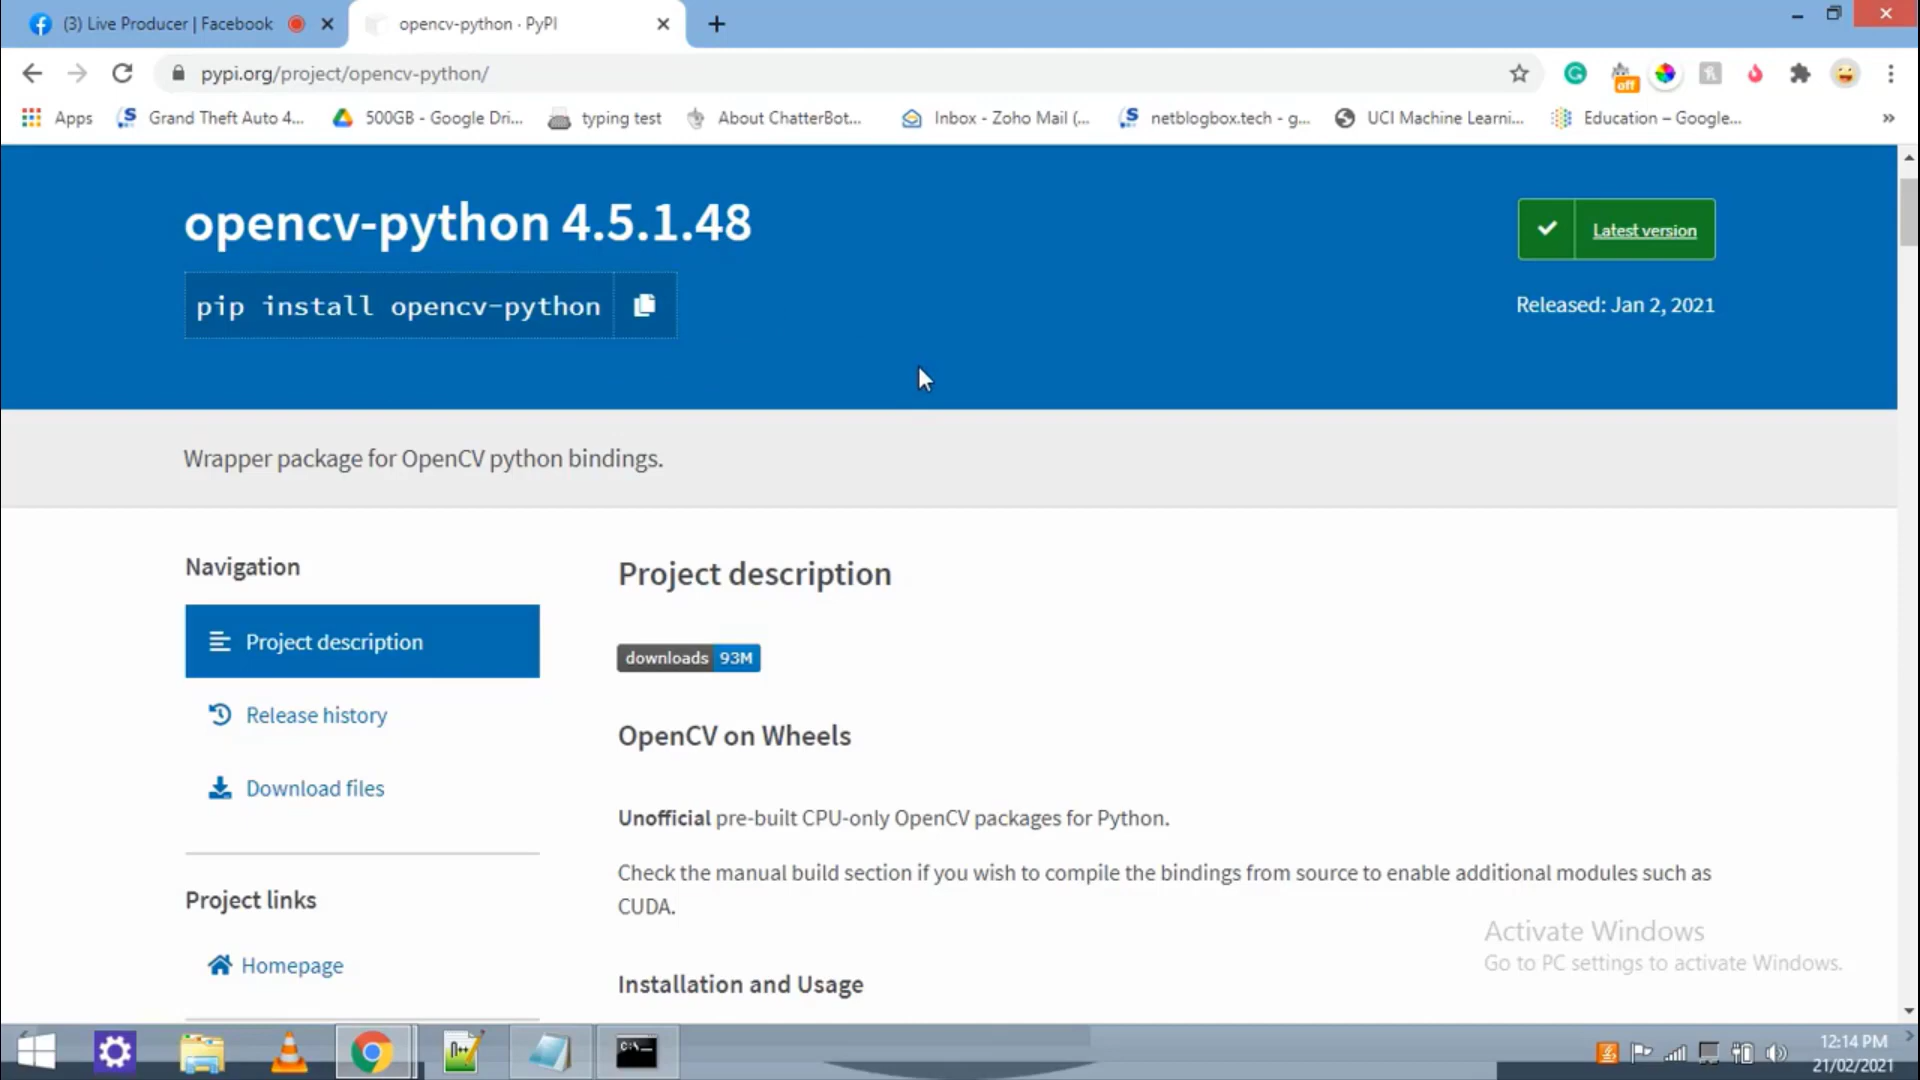 (3) Live Producer | Facebook
opencv-python · PyPI
pypi.org/project/opencv-python/
off
Apps
Grand Theft Auto 4...
500GB - Google Dri...
typing test
About ChatterBot...
Inbox - Zoho Mail (...
netblogbox.tech - g...
UCI Machine Learni...
Education – Google...
»
opencv-python 4.5.1.48
pip install opencv-python
Latest version
Released: Jan 2, 2021
Wrapper package for OpenCV python bindings.
Navigation
Project description
Release history
Download files
Project links
Homepage
Project description
downloads 93M
OpenCV on Wheels
Unofficial pre-built CPU-only OpenCV packages for Python.
Check the manual build section if you wish to compile the bindings from source to enable additional modules such as
CUDA.
Installation and Usage
Activate Windows
Go to PC settings to activate Windows.
12:14 PM
21/02/2021